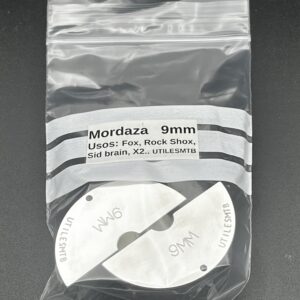 Mordaza 9mm
Usos: Fox, Rock Shox,
Sid brain, X2.. UTILESMTB
9MM
UTILESMTB
9MM
UTILESMTB